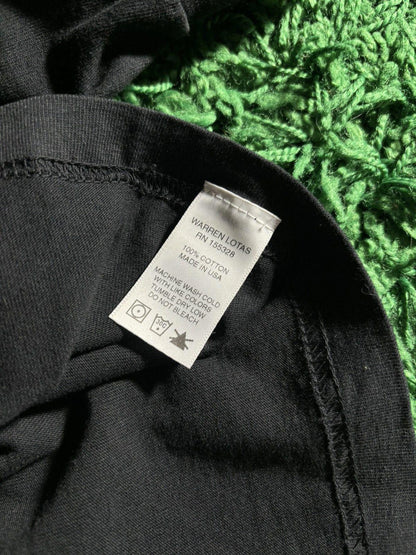 WARREN LOTAS
RN 155328
100% COTTON
MADE IN USA
MACHINE WASH COLD
WITH LIKE COLORS
TUMBLE DRY LOW
DO NOT BLEACH
30C